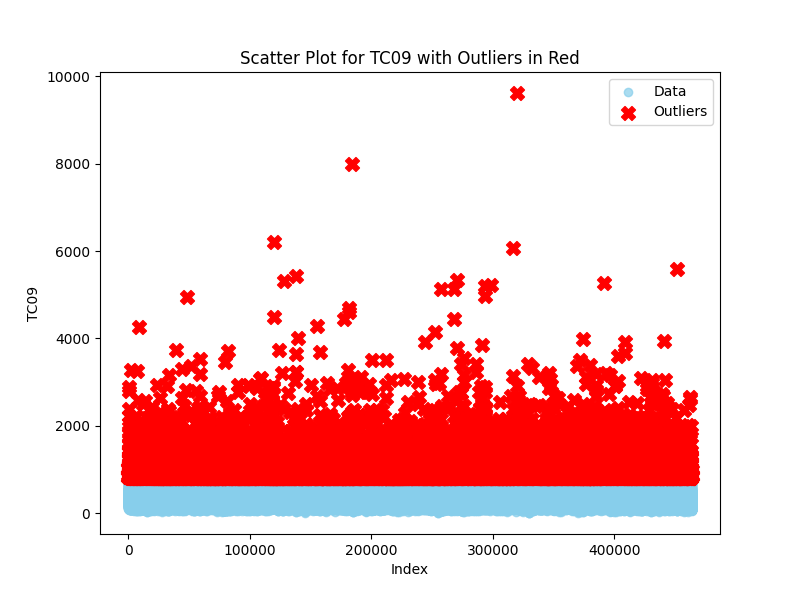 Scatter Plot for TC09 with Outliers in Red
10000
8000
6000
4000
2000
0
TC09
Data
Outliers
0
100000
200000
300000
400000
Index